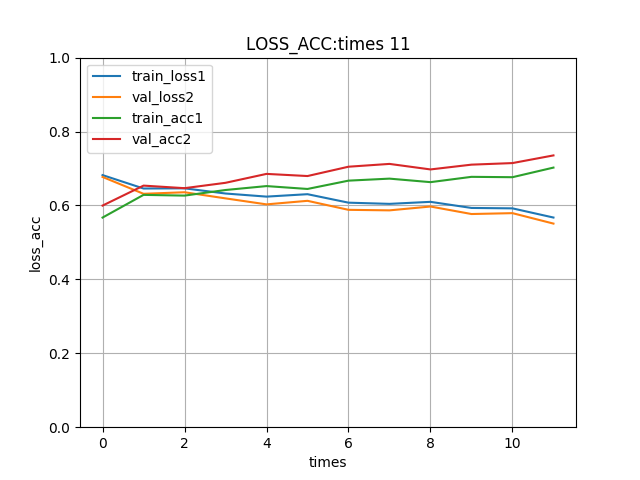 LOSS_ACC:times 11
1.0
0.8
0.6
0.4
0.2
0.0
loss_acc
train_loss1
val_loss2
train_acc1
val_acc2
0 2 4 6 8 10
times